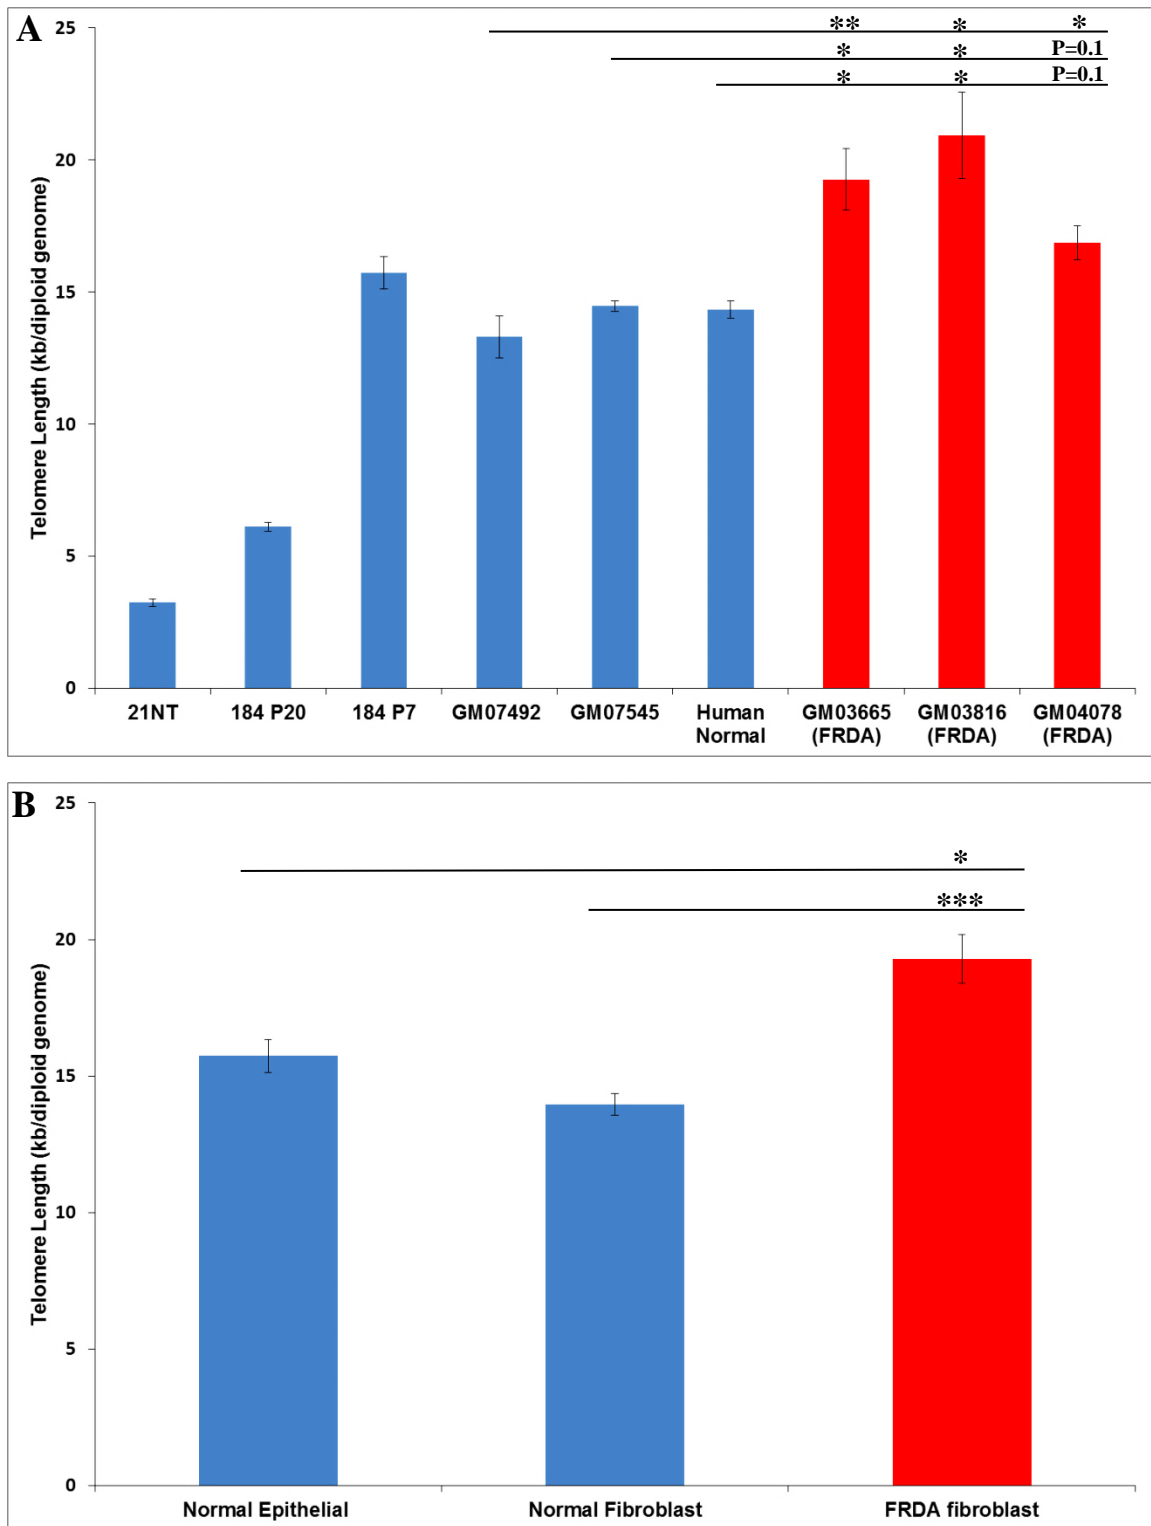 A
25
20
15
10
5
0
Telomere Length (kb/diploid genome)
** * *
* * P=0.1
* * P=0.1
21NT 184 P20 184 P7 GM07492 GM07545 Human Normal GM03665 (FRDA) GM03816 (FRDA) GM04078 (FRDA)
B
25
20
15
10
5
0
Telomere Length (kb/diploid genome)
*
***
Normal Epithelial Normal Fibroblast FRDA fibroblast